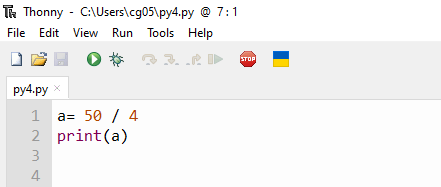 Thonny - C:\Users\cg05\py4.py @ 7:1
File Edit View Run Tools Help
STOP
py4.py ×
1 a= 50 / 4
2 print(a)
3
4